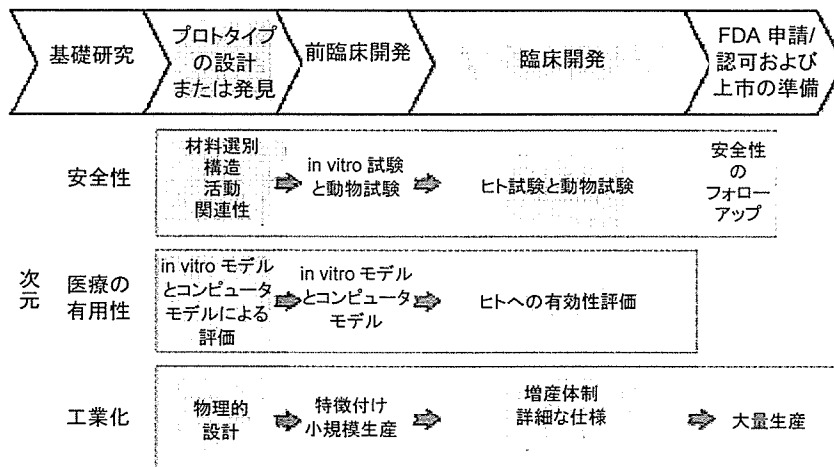 基礎研究
プロトタイプ
の設計
または発見
前臨床開発
臨床開発
FDA 申請/
認可および
上市の準備
次元
安全性
材料選別
構造
活動
関連性
in vitro 試験
と動物試験
ヒト試験と動物試験
安全性
の
フォロー
アップ
医療の
有用性
in vitro モデル
とコンピュータ
モデルによる
評価
in vitro モデル
とコンピュータ
モデル
ヒトへの有効性評価
工業化
物理的
設計
特徴付け
小規模生産
増産体制
詳細な仕様
大量生産